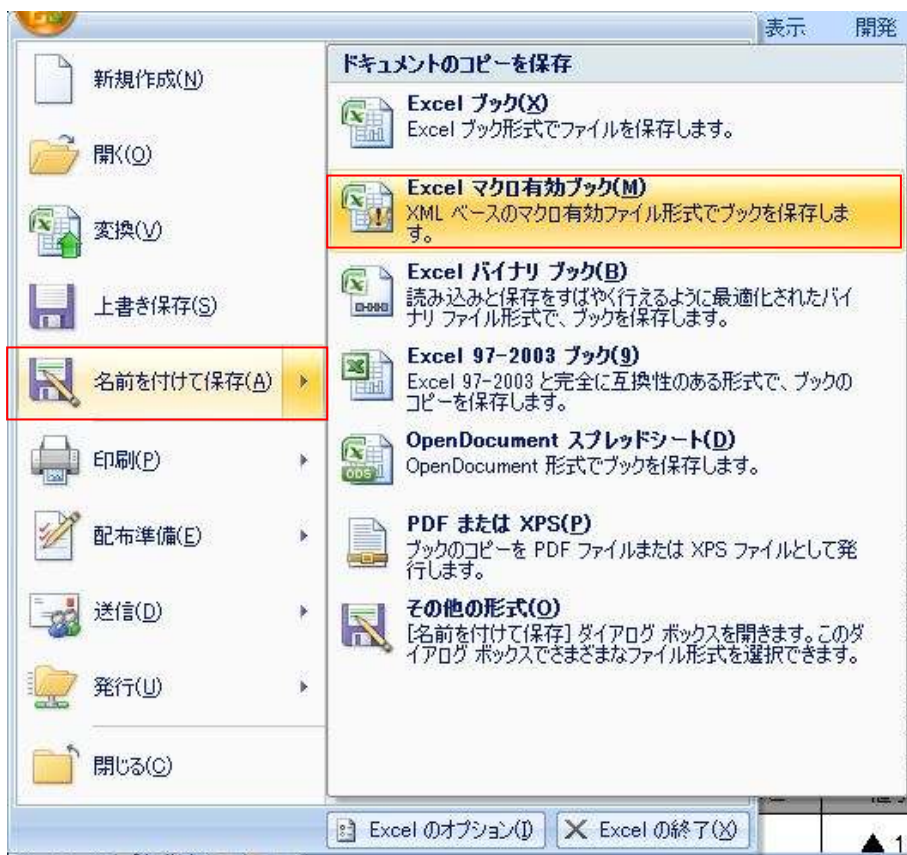 表示 開発
新規作成(N)
開く(O)
変換(V)
上書き保存(S)
名前を付けて保存(A)
印刷(P)
配布準備(E)
送信(D)
発行(U)
閉じる(C)
ドキュメントのコピーを保存
Excel ブック(X)
Excel ブック形式でファイルを保存します。
Excel マクロ有効ブック(M)
XML ベースのマクロ有効ファイル形式でブックを保存しま
す。
Excel バイナリ ブック(B)
読み込みと保存をすばやく行えるように最適化されたバイ
ナリ ファイル形式で、ブックを保存します。
Excel 97-2003 ブック(9)
Excel 97-2003 と完全に互換性のある形式で、ブックの
コピーを保存します。
OpenDocument スプレッドシート(D)
OpenDocument 形式でブックを保存します。
PDF または XPS(P)
ブックのコピーを PDF ファイルまたは XPS ファイルとして発
行します。
その他の形式(O)
[名前を付けて保存] ダイアログ ボックスを開きます。このダ
イアログ ボックスでさまざまなファイル形式を選択できます。
Excel のオプション(I) Excel の終了(X)
▲ 1